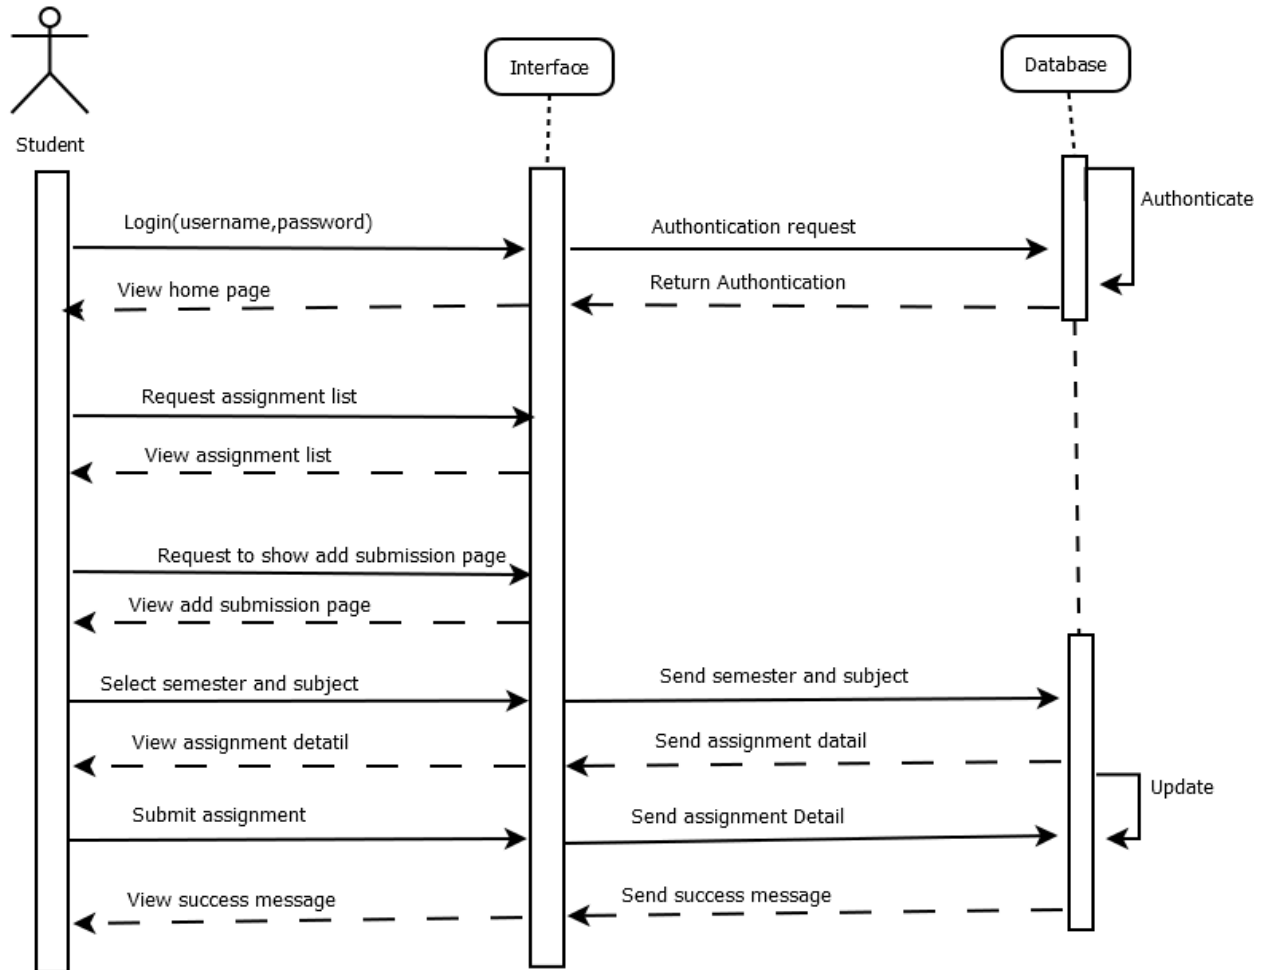 Interface
Database
Student
Authonticate
Login(username,password)
Authontication request
View home page
Return Authontication
Request assignment list
View assignment list
Request to show add submission page
View add submission page
Select semester and subject
Send semester and subject
View assignment detatil
Send assignment datail
Update
Submit assignment
Send assignment Detail
View success message
Send success message